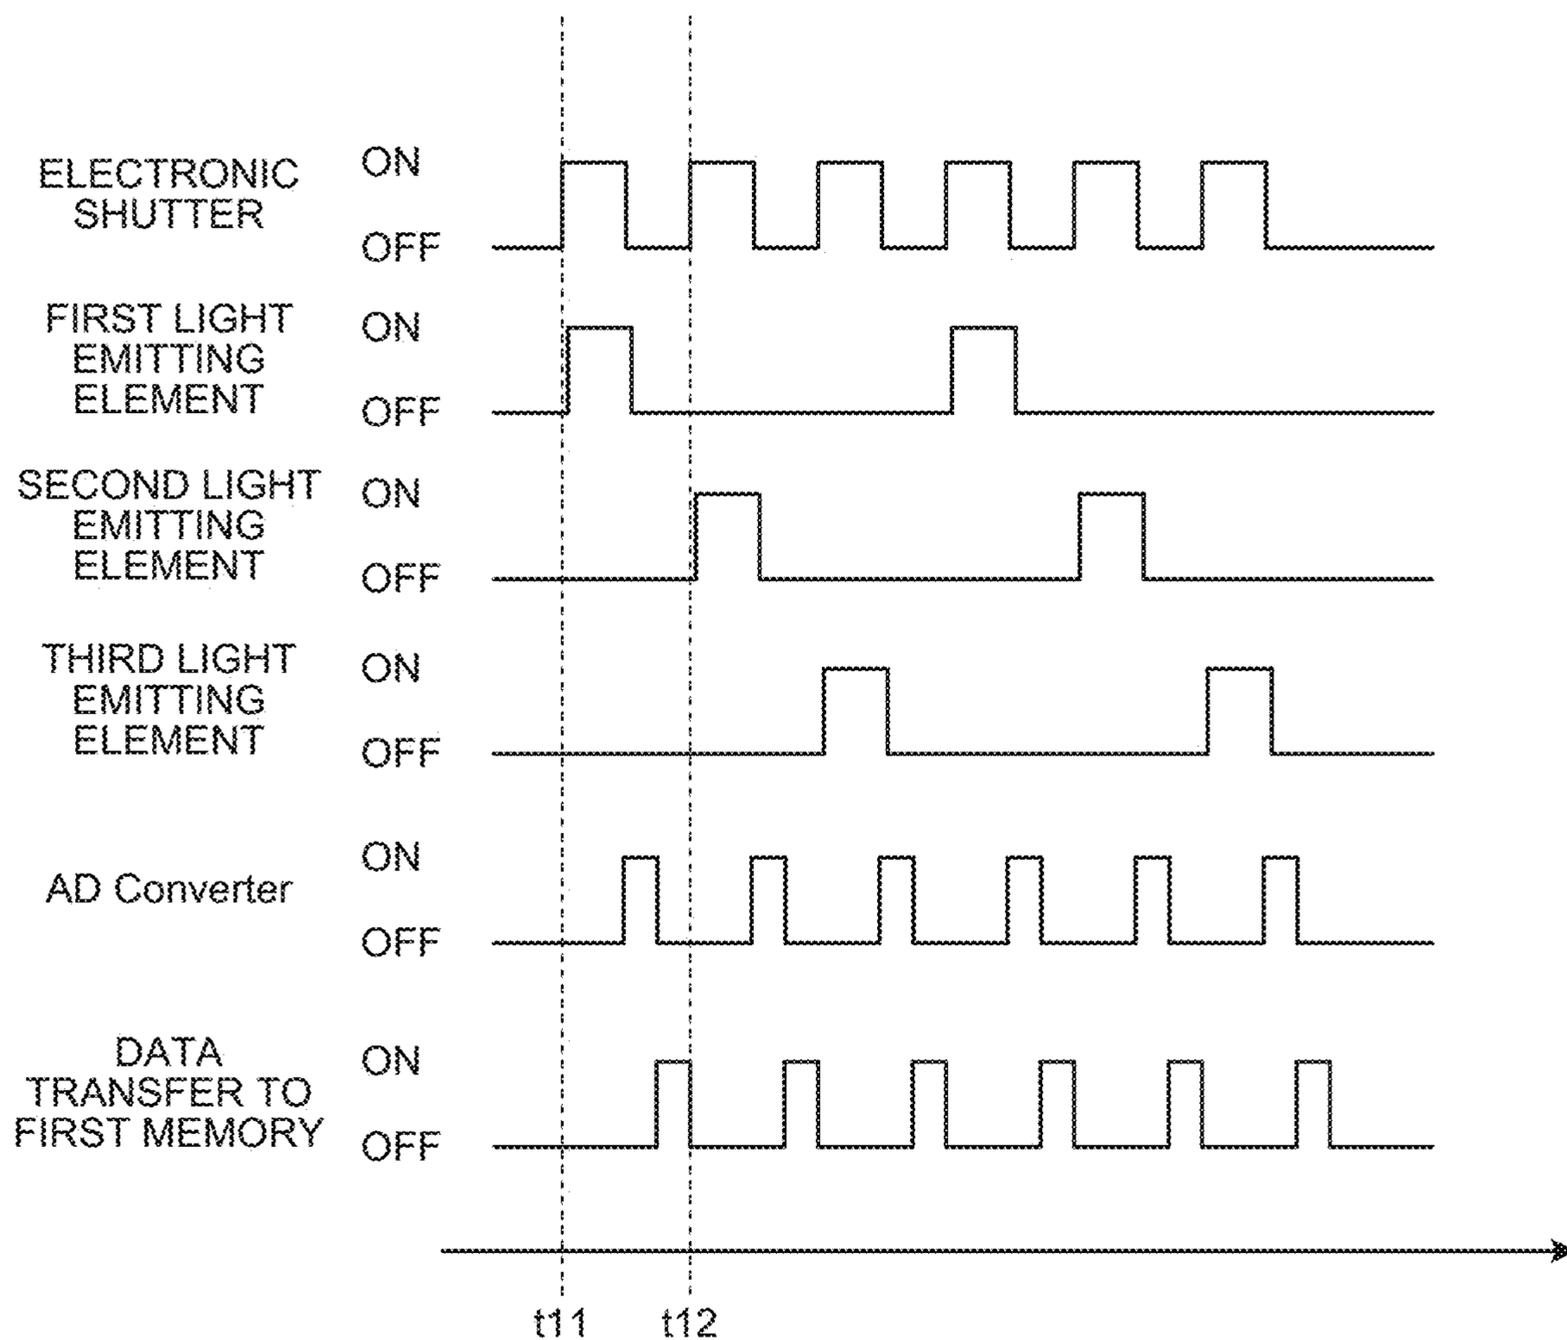 ELECTRONIC
SHUTTER
ON
OFF
FIRST LIGHT
EMITTING
ELEMENT
ON
OFF
SECOND LIGHT
EMITTING
ELEMENT
ON
OFF
THIRD LIGHT
EMITTING
ELEMENT
ON
OFF
AD Converter
ON
OFF
DATA
TRANSFER TO
FIRST MEMORY
ON
OFF
t11 t12